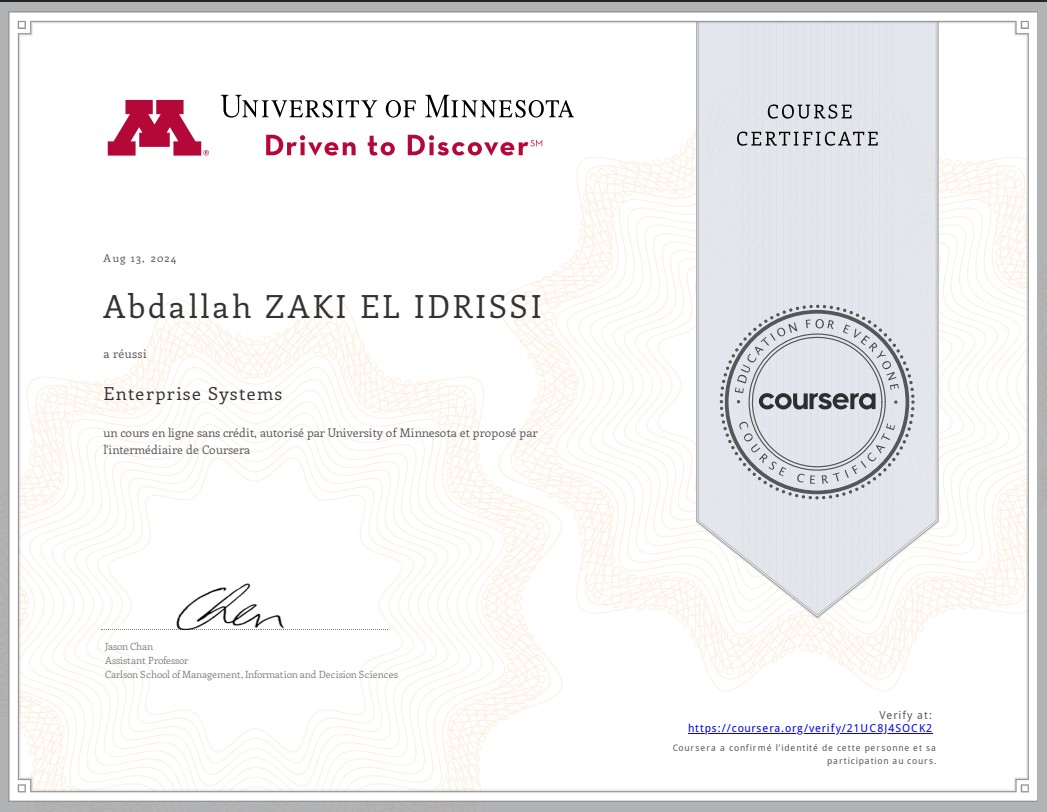 UNIVERSITY OF MINNESOTA
Driven to Discover℠
COURSE
CERTIFICATE
Aug 13, 2024
Abdallah ZAKI EL IDRISSI
a réussi
Enterprise Systems
un cours en ligne sans crédit, autorisé par University of Minnesota et proposé par
l'intermédiaire de Coursera
EDUCATION FOR EVERYONE
coursera
COURSE CERTIFICATE
Chen
Jason Chan
Assistant Professor
Carlson School of Management, Information and Decision Sciences
Verify at:
https://coursera.org/verify/21UC8J4SOCK2
Coursera a confirmé l'identité de cette personne et sa
participation au cours.